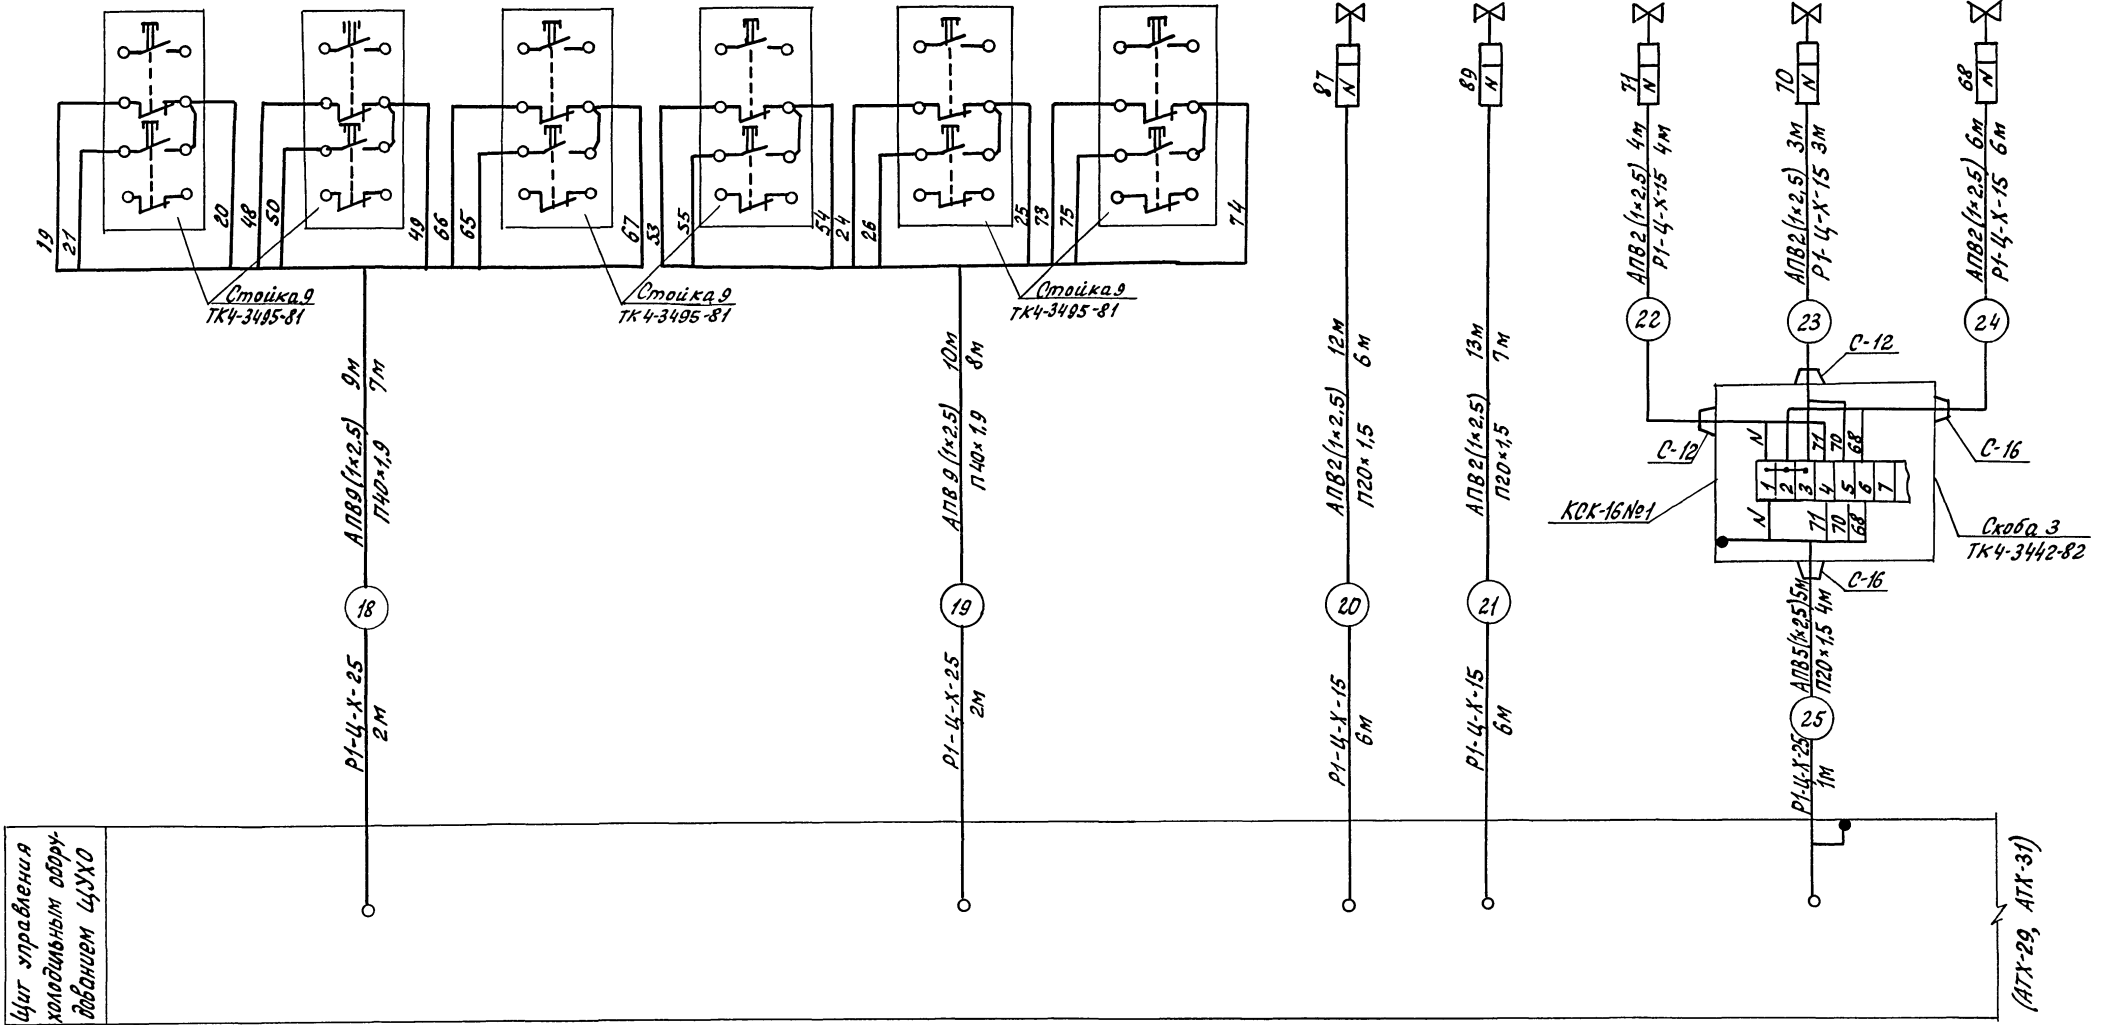 87
89
71
70
68
N
N
N
N
N
19
21
20
48
50
49
66
65
67
53
55
54
24
26
25
73
75
74
Стойка 9
ТК4-3495-81
Стойка 9
ТК4-3495-81
Стойка 9
ТК4-3495-81
АПВ2(1×2,5) 4м
Р1-Ц-Х-15 4м
АПВ2(1×2,5) 3м
Р1-Ц-Х-15 3м
АПВ2(1×2,5) 6м
Р1-Ц-Х-15 6м
22
23
24
АПВ9(1×2,5) 9м
П40×1,9 7м
АПВ9(1×2,5) 10м
П40×1,9 8м
АПВ2(1×2,5) 12м
П20×1,5 6м
АПВ2(1×2,5) 13м
П20×1,5 7м
С-12
С-12
С-16
N
71
70
68
1
2
3
4
5
6
7
N
71
70
68
КСК-16№1
Скоба 3
ТК4-3442-82
С-16
18
19
20
21
АПВ5(1×2,5)5м
П20×1,5 4м
25
Р1-Ц-Х-25
2м
Р1-Ц-Х-25
2м
Р1-Ц-Х-15
6м
Р1-Ц-Х-15
6м
Р1-Ц-Х-25
1м
Щит управления
холодильным обору-
дованием ЩУХО
(АТХ-29, АТХ-31)